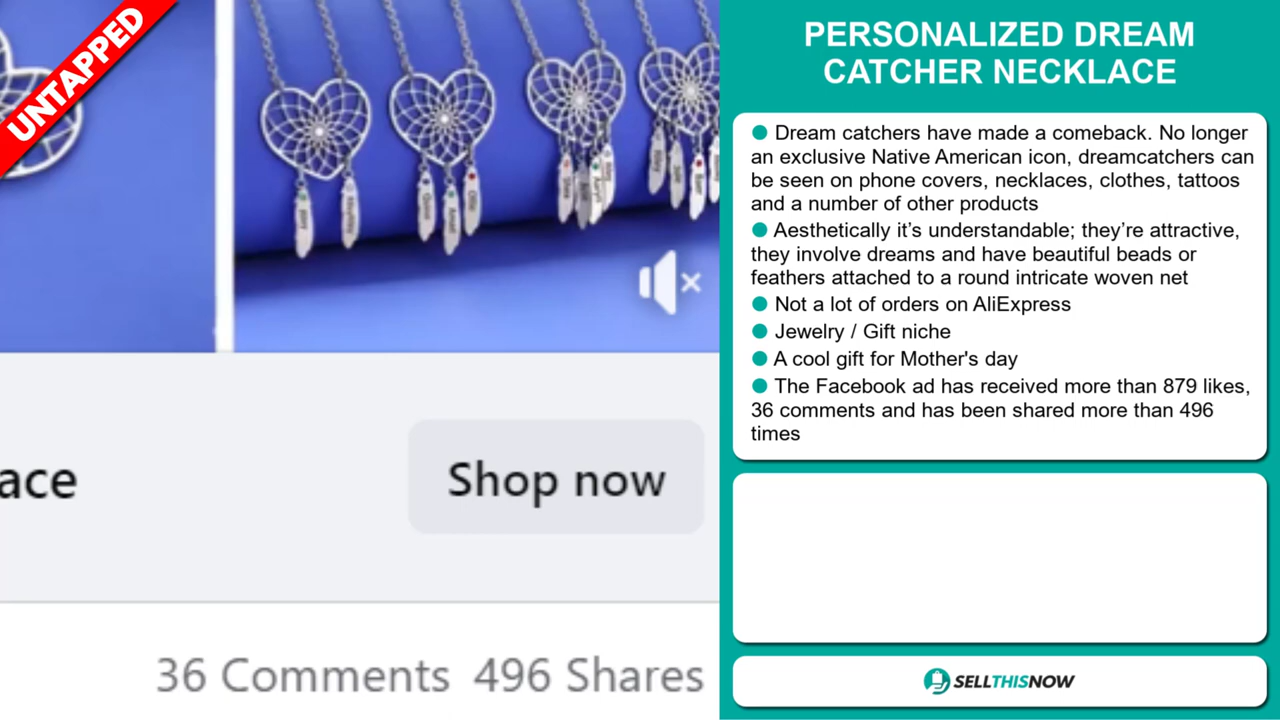 UNTAPPED
ace
Shop now
36 Comments 496 Shares
PERSONALIZED DREAM
CATCHER NECKLACE
● Dream catchers have made a comeback. No longer
an exclusive Native American icon, dreamcatchers can
be seen on phone covers, necklaces, clothes, tattoos
and a number of other products
● Aesthetically it’s understandable; they’re attractive,
they involve dreams and have beautiful beads or
feathers attached to a round intricate woven net
● Not a lot of orders on AliExpress
● Jewelry / Gift niche
● A cool gift for Mother's day
● The Facebook ad has received more than 879 likes,
36 comments and has been shared more than 496
times
SELLTHISNOW